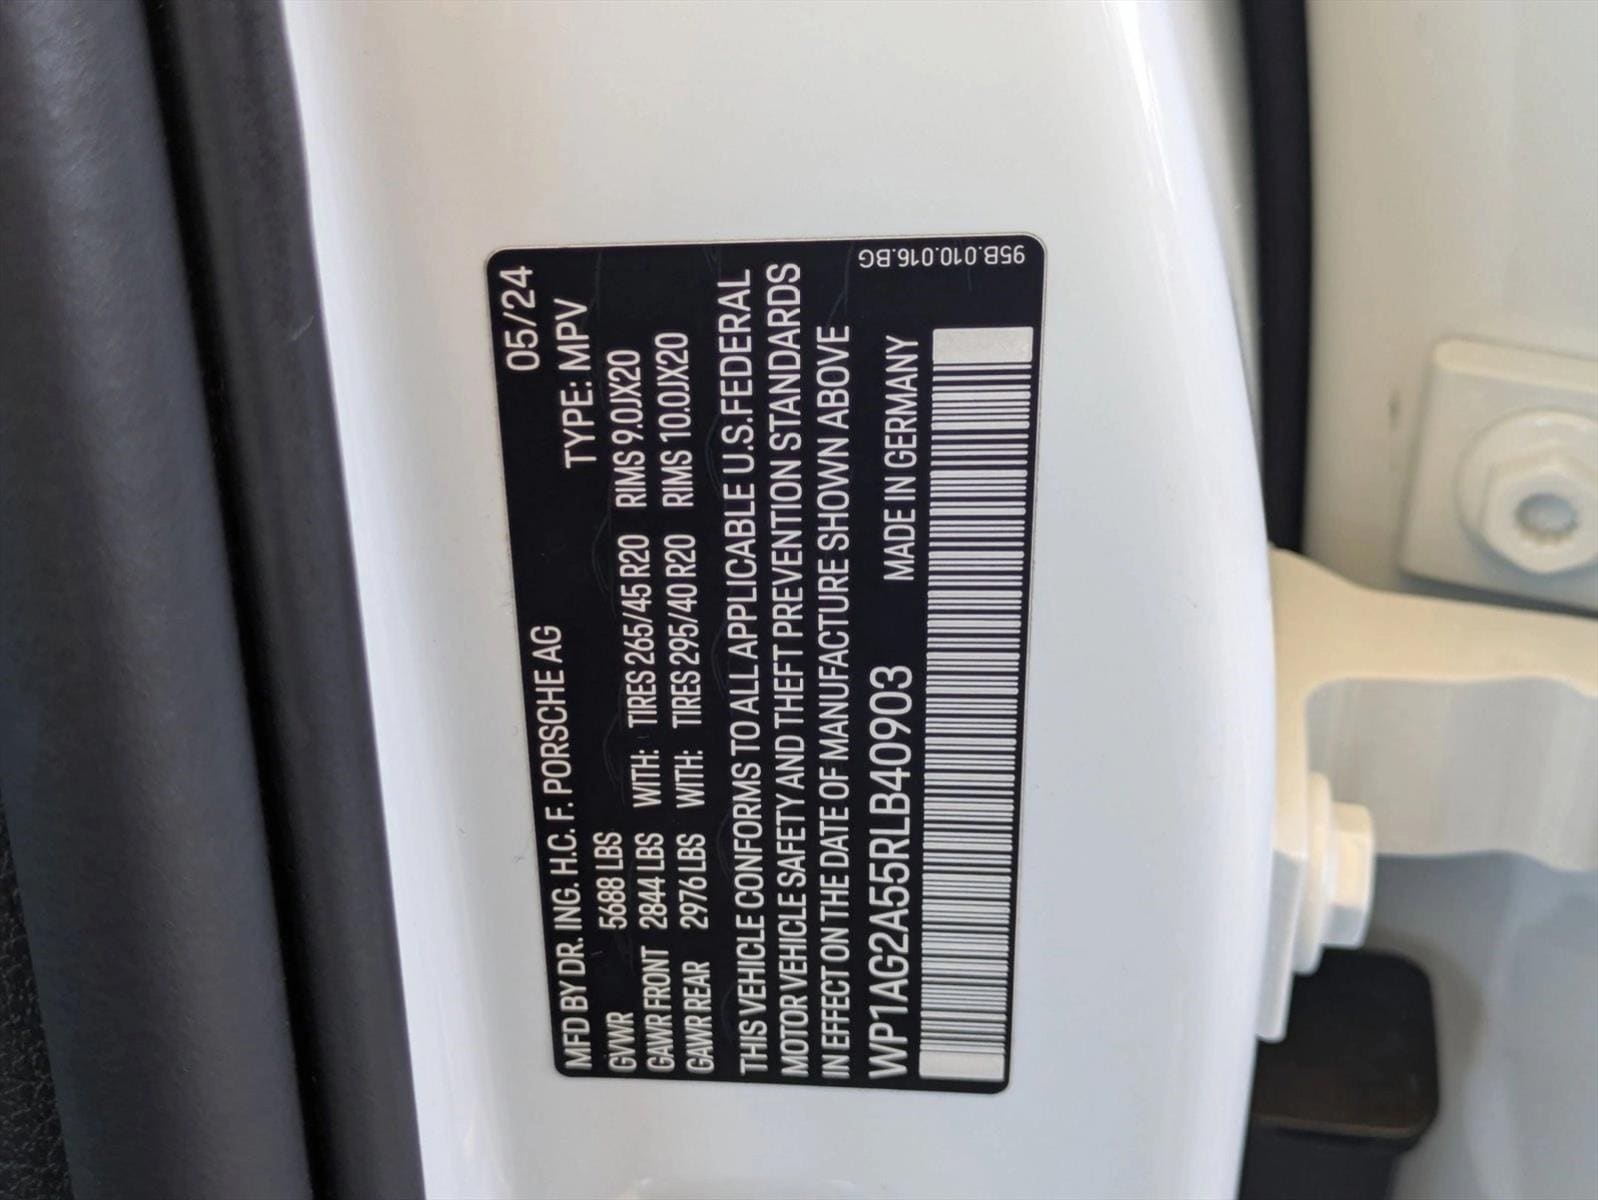 MFD BY DR. ING. H.C. F. PORSCHE AG 05/24
GVWR 5688 LBS TYPE: MPV
GAWR FRONT 2844 LBS WITH: TIRES 265/45 R20 RIMS 9.0JX20
GAWR REAR 2976 LBS WITH: TIRES 295/40 R20 RIMS 10.0JX20
THIS VEHICLE CONFORMS TO ALL APPLICABLE U.S.FEDERAL
MOTOR VEHICLE SAFETY AND THEFT PREVENTION STANDARDS
IN EFFECT ON THE DATE OF MANUFACTURE SHOWN ABOVE
WP1AG2A55RLB40903 MADE IN GERMANY
95B.010.016.BG